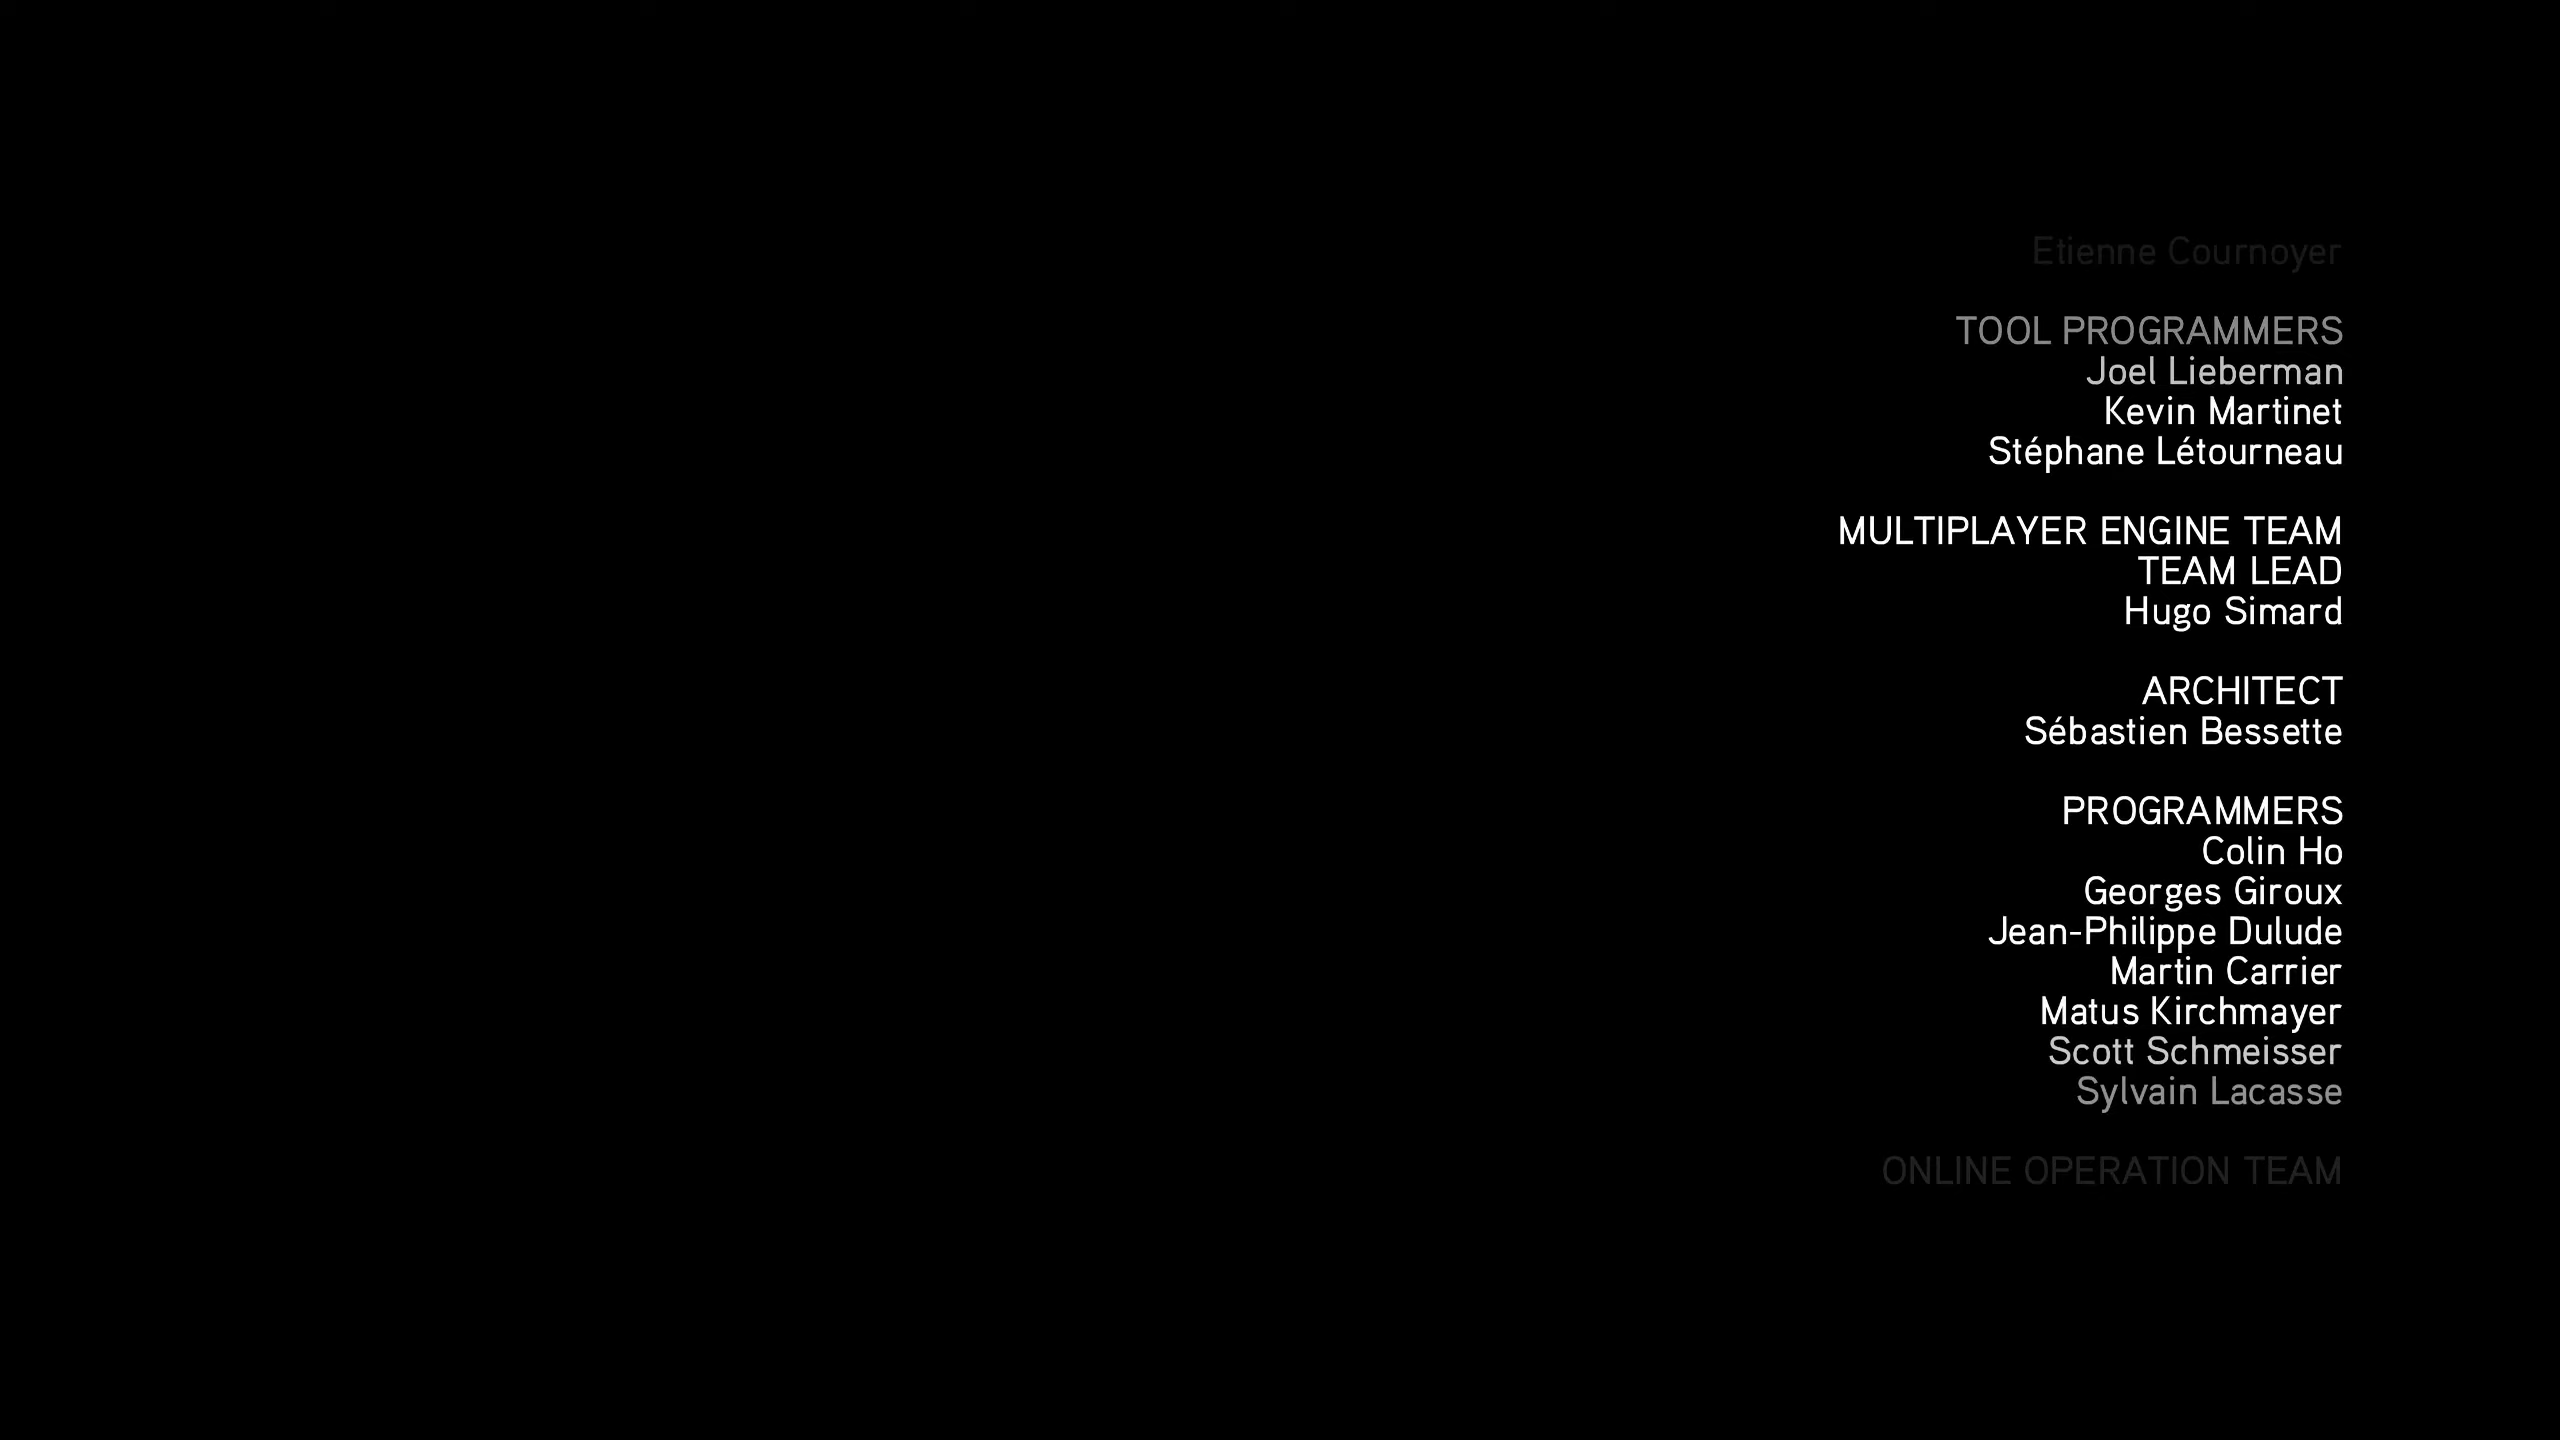 Etienne Cournoyer
TOOL PROGRAMMERS
Joel Lieberman
Kevin Martinet
Stéphane Létourneau
MULTIPLAYER ENGINE TEAM
TEAM LEAD
Hugo Simard
ARCHITECT
Sébastien Bessette
PROGRAMMERS
Colin Ho
Georges Giroux
Jean-Philippe Dulude
Martin Carrier
Matus Kirchmayer
Scott Schmeisser
Sylvain Lacasse
ONLINE OPERATION TEAM